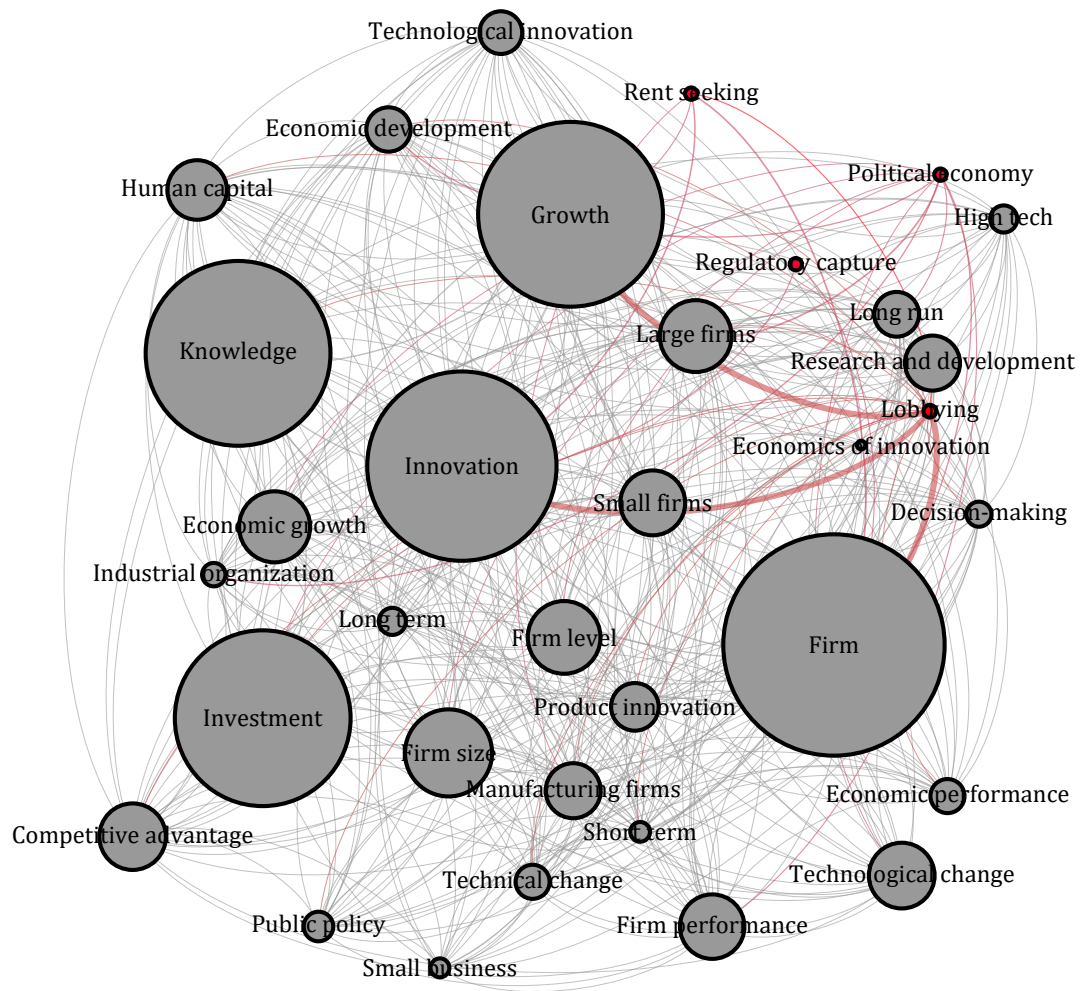 Technological innovation
Rent seeking
Economic development
Political economy
Human capital
Growth
High tech
Regulatory capture
Long run
Large firms
Knowledge
Research and development
Lobbying
Economics of innovation
Innovation
Small firms
Decision-making
Economic growth
Industrial organization
Long term
Firm level
Firm
Product innovation
Investment
Firm size
Manufacturing firms
Economic performance
Short term
Competitive advantage
Technical change
Technological change
Public policy
Firm performance
Small business